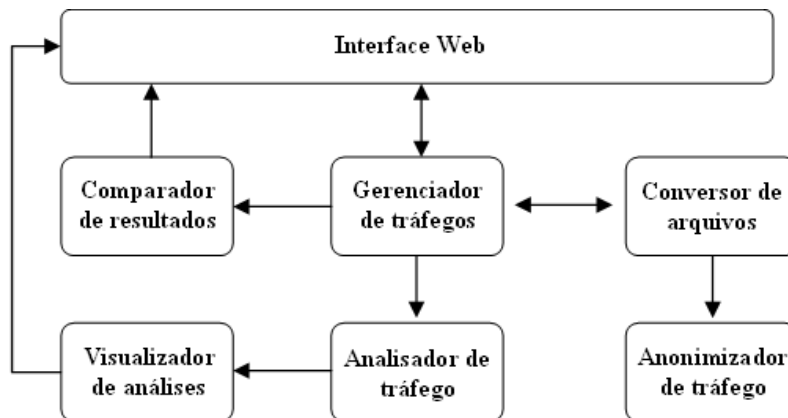 Interface Web
Comparador
de resultados
Gerenciador
de tráfegos
Conversor de
arquivos
Visualizador
de análises
Analisador de
tráfego
Anonimizador
de tráfego